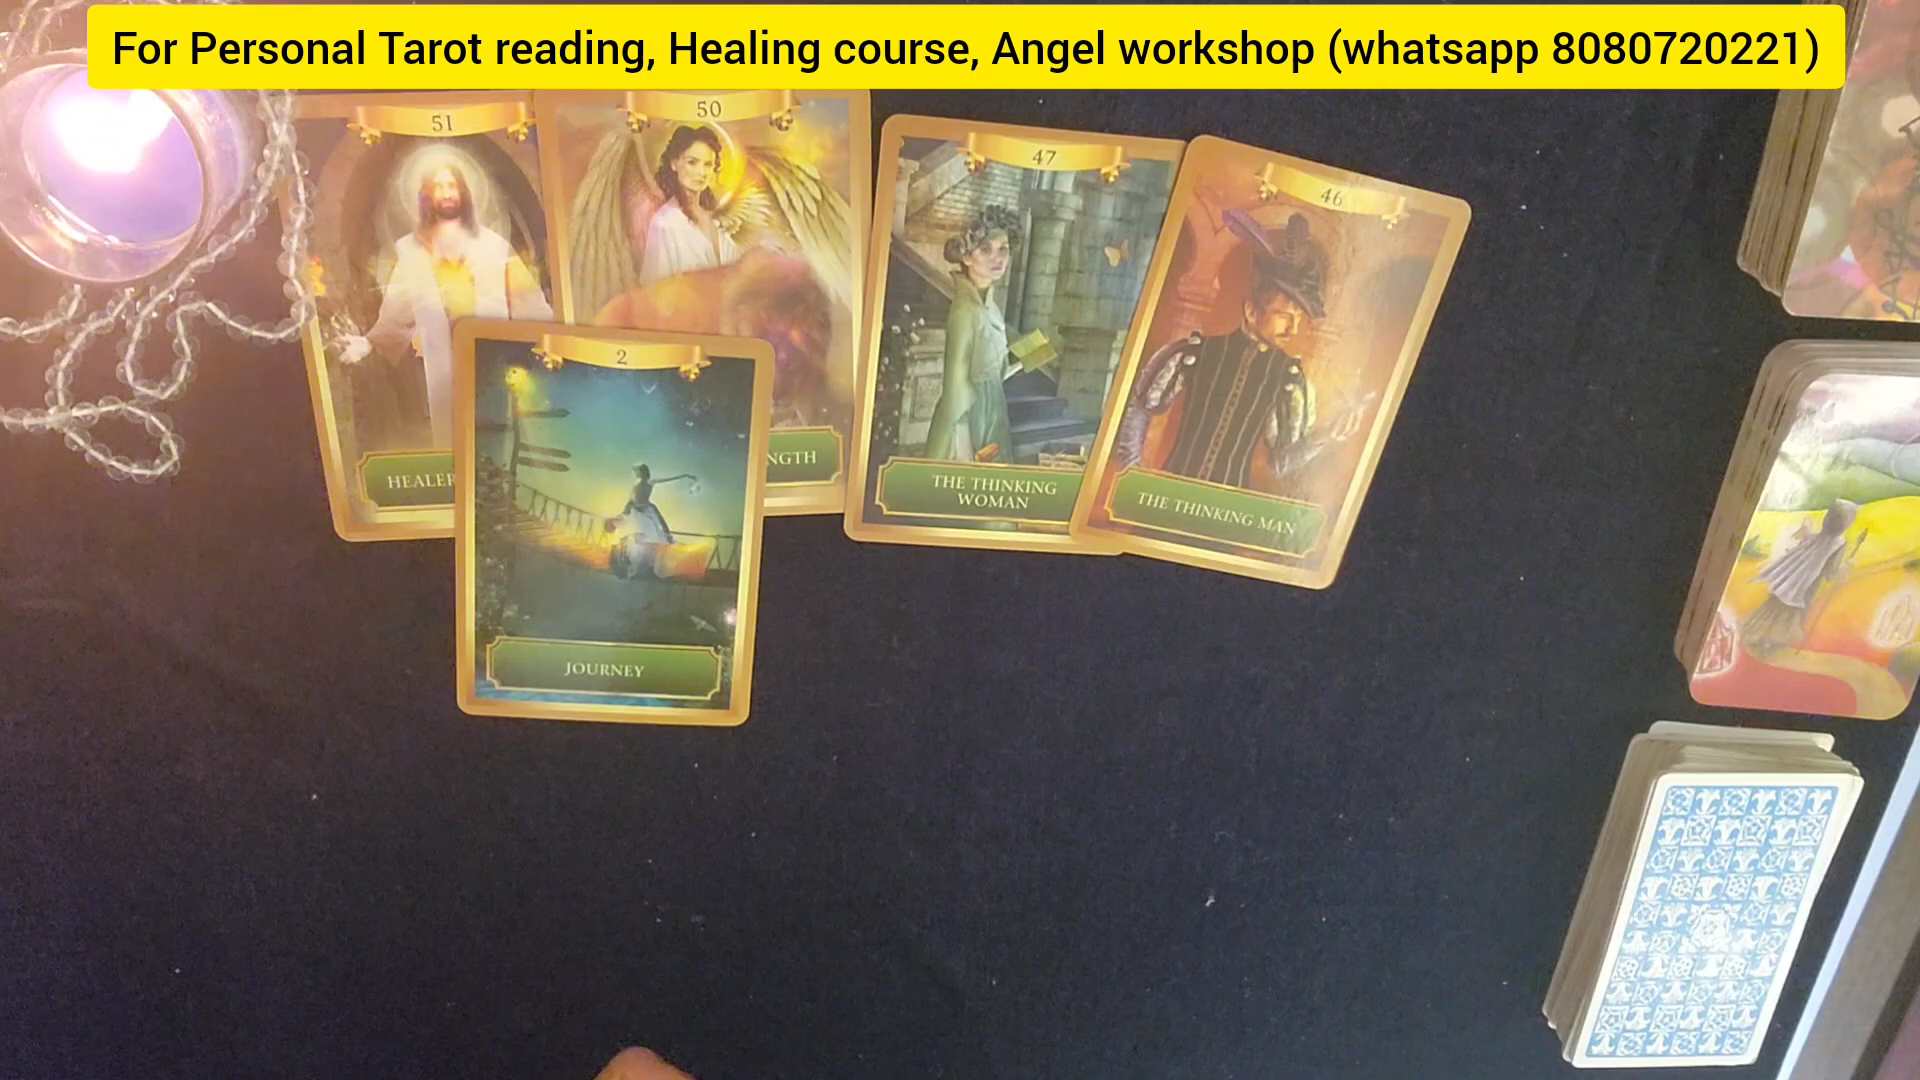 For Personal Tarot reading, Healing course, Angel workshop (whatsapp 8080720221)
51
50
47
46
HEALER
NGTH
THE THINKING
WOMAN
THE THINKING MAN
2
JOURNEY